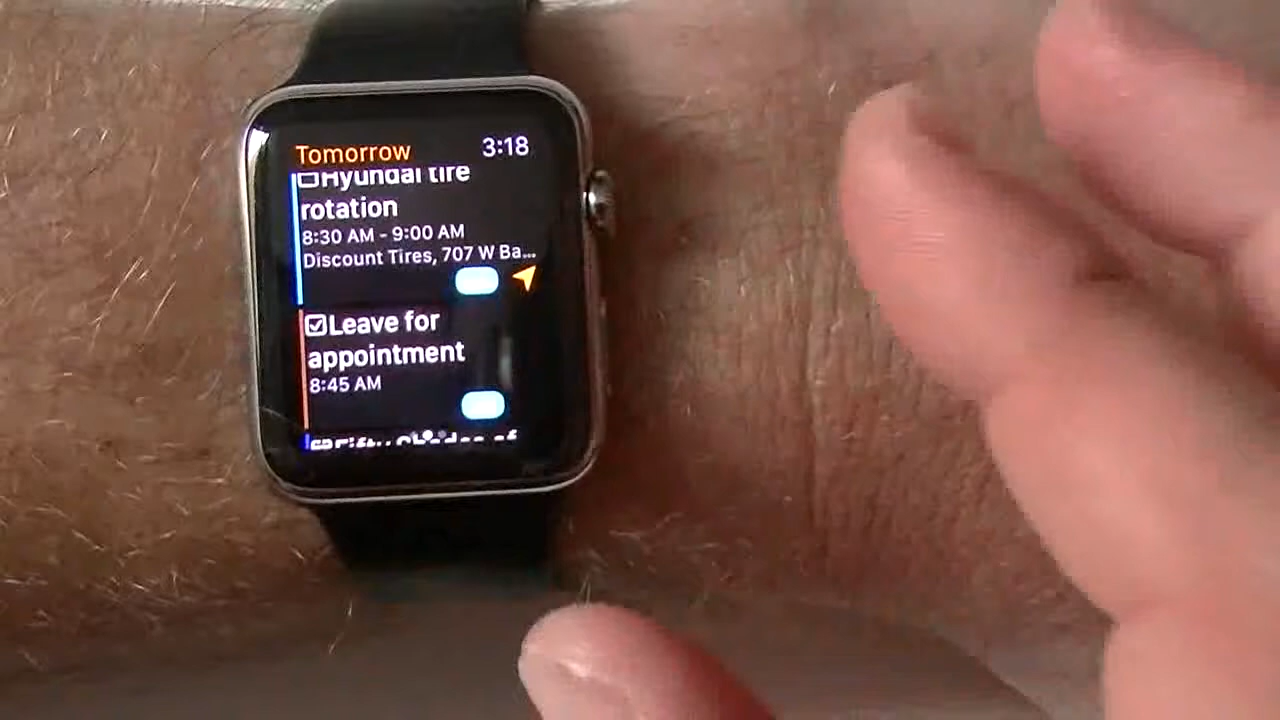 Tomorrow 3:18
Hyundai tire
rotation
8:30 AM - 9:00 AM
Discount Tires, 707 W Ba...
Leave for
appointment
8:45 AM
of